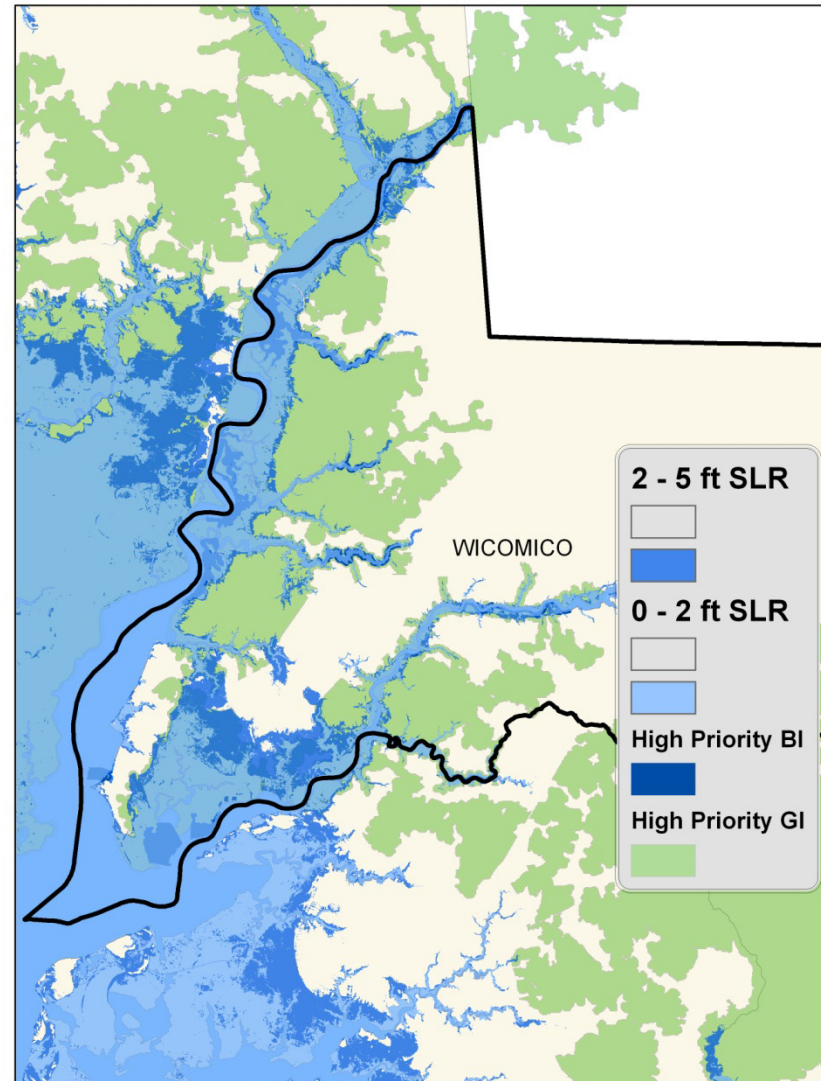 WICOMICO
2 - 5 ft SLR
0 - 2 ft SLR
High Priority BI
High Priority GI